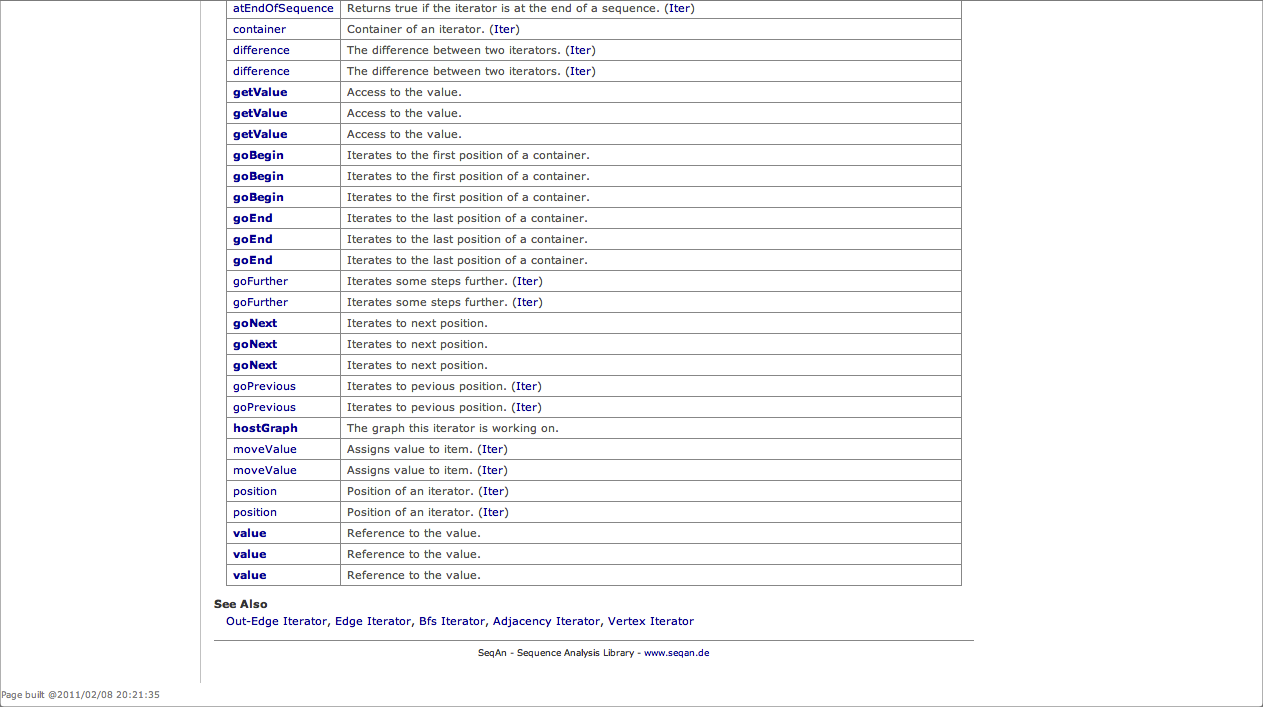 atEndOfSequence Returns true if the iterator is at the end of a sequence. (Iter)
container Container of an iterator. (Iter)
difference The difference between two iterators. (Iter)
difference The difference between two iterators. (Iter)
getValue Access to the value.
getValue Access to the value.
getValue Access to the value.
goBegin Iterates to the first position of a container.
goBegin Iterates to the first position of a container.
goBegin Iterates to the first position of a container.
goEnd Iterates to the last position of a container.
goEnd Iterates to the last position of a container.
goEnd Iterates to the last position of a container.
goFurther Iterates some steps further. (Iter)
goFurther Iterates some steps further. (Iter)
goNext Iterates to next position.
goNext Iterates to next position.
goNext Iterates to next position.
goPrevious Iterates to pevious position. (Iter)
goPrevious Iterates to pevious position. (Iter)
hostGraph The graph this iterator is working on.
moveValue Assigns value to item. (Iter)
moveValue Assigns value to item. (Iter)
position Position of an iterator. (Iter)
position Position of an iterator. (Iter)
value Reference to the value.
value Reference to the value.
value Reference to the value.
See Also
Out-Edge Iterator, Edge Iterator, Bfs Iterator, Adjacency Iterator, Vertex Iterator
SeqAn - Sequence Analysis Library - www.seqan.de
Page built @2011/02/08 20:21:35